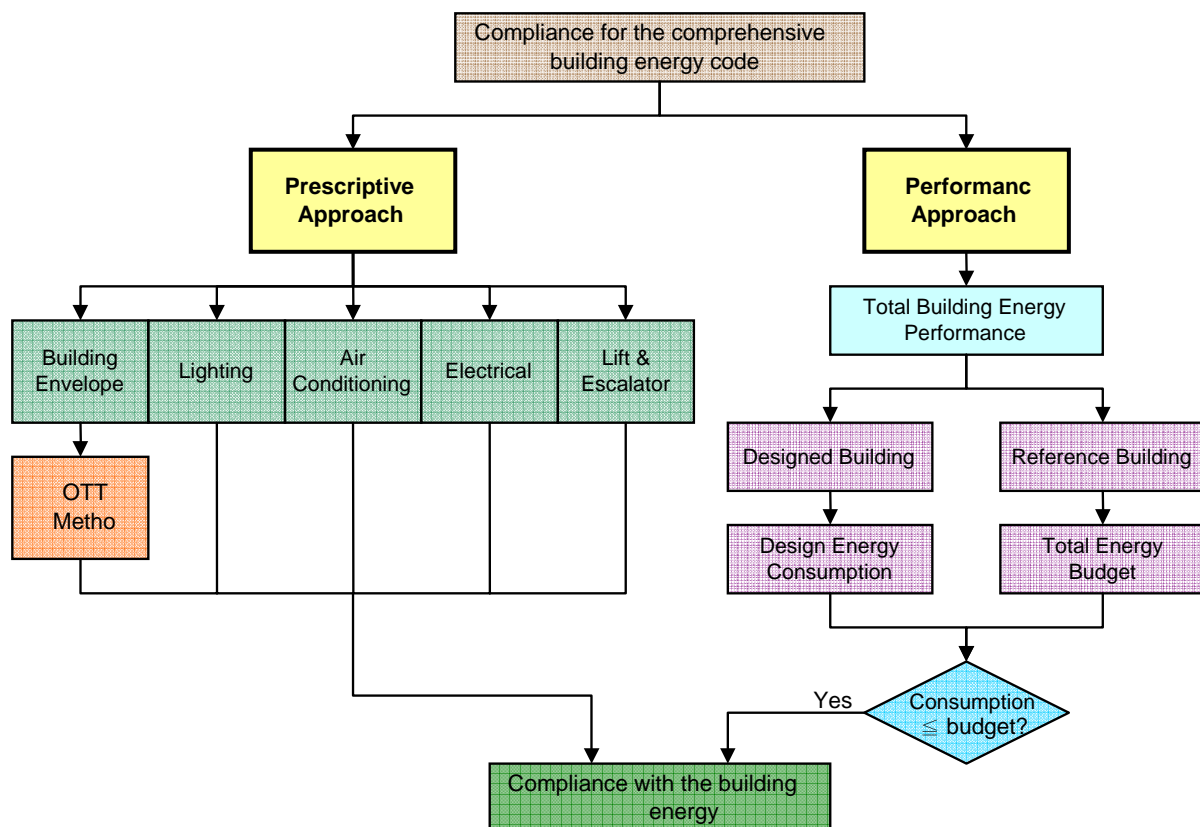 Compliance for the comprehensive
building energy code
Prescriptive
Approach
Performanc
Approach
Total Building Energy
Performance
Building
Envelope
Lighting
Air
Conditioning
Electrical
Lift &
Escalator
OTT
Metho
Designed Building
Reference Building
Design Energy
Consumption
Total Energy
Budget
Yes
Consumption
≦ budget?
Compliance with the building
energy